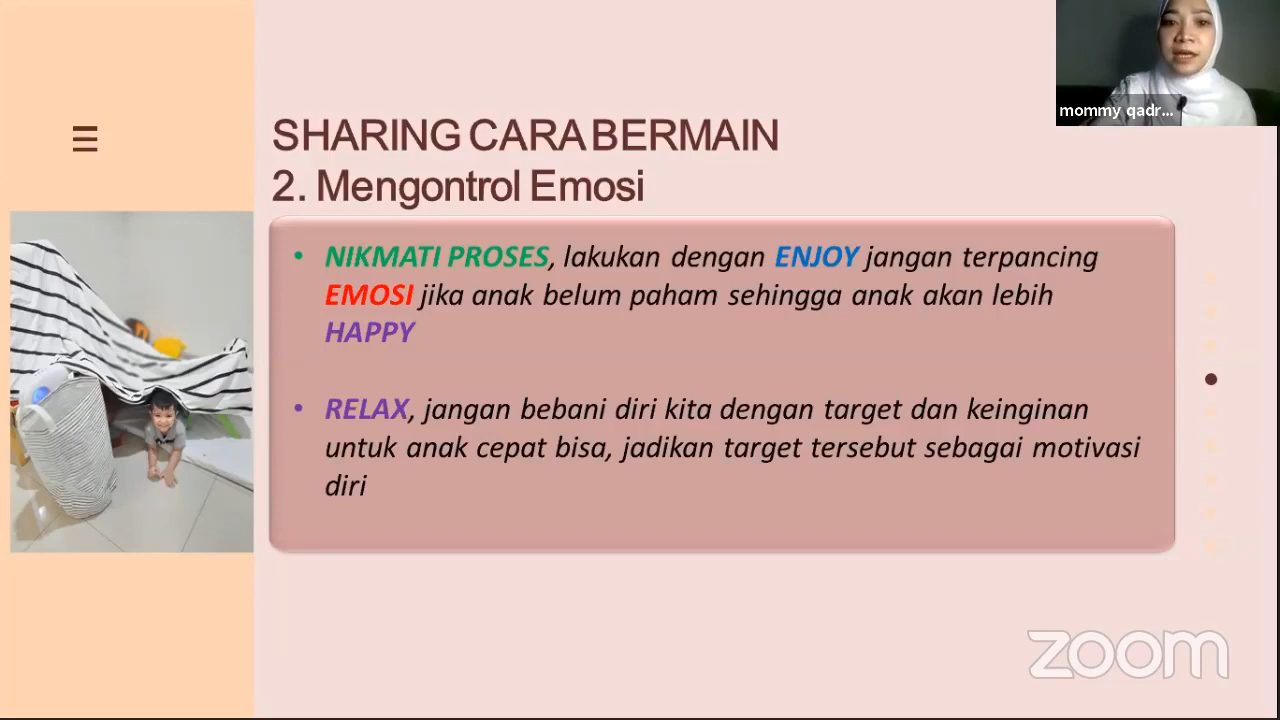 mommy qadr...
SHARING CARA BERMAIN
2. Mengontrol Emosi
• NIKMATI PROSES, lakukan dengan ENJOY jangan terpancing
EMOSI jika anak belum paham sehingga anak akan lebih
HAPPY
• RELAX, jangan bebani diri kita dengan target dan keinginan
untuk anak cepat bisa, jadikan target tersebut sebagai motivasi
diri
zoom